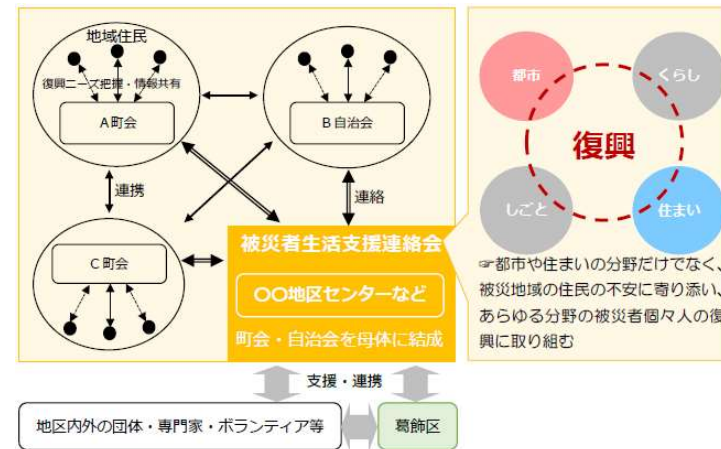 地域住民
復興ニーズ把握・情報共有
A町会
B自治会
連携
連絡
C町会
被災者生活支援連絡会
〇〇地区センターなど
町会・自治会を母体に結成
支援・連携
地区内外の団体・専門家・ボランティア等
葛飾区
都市
くらし
復興
しごと
住まい
☞都市や住まいの分野だけでなく、
被災地域の住民の不安に寄り添い、
あらゆる分野の被災者個々人の復
興に取り組む